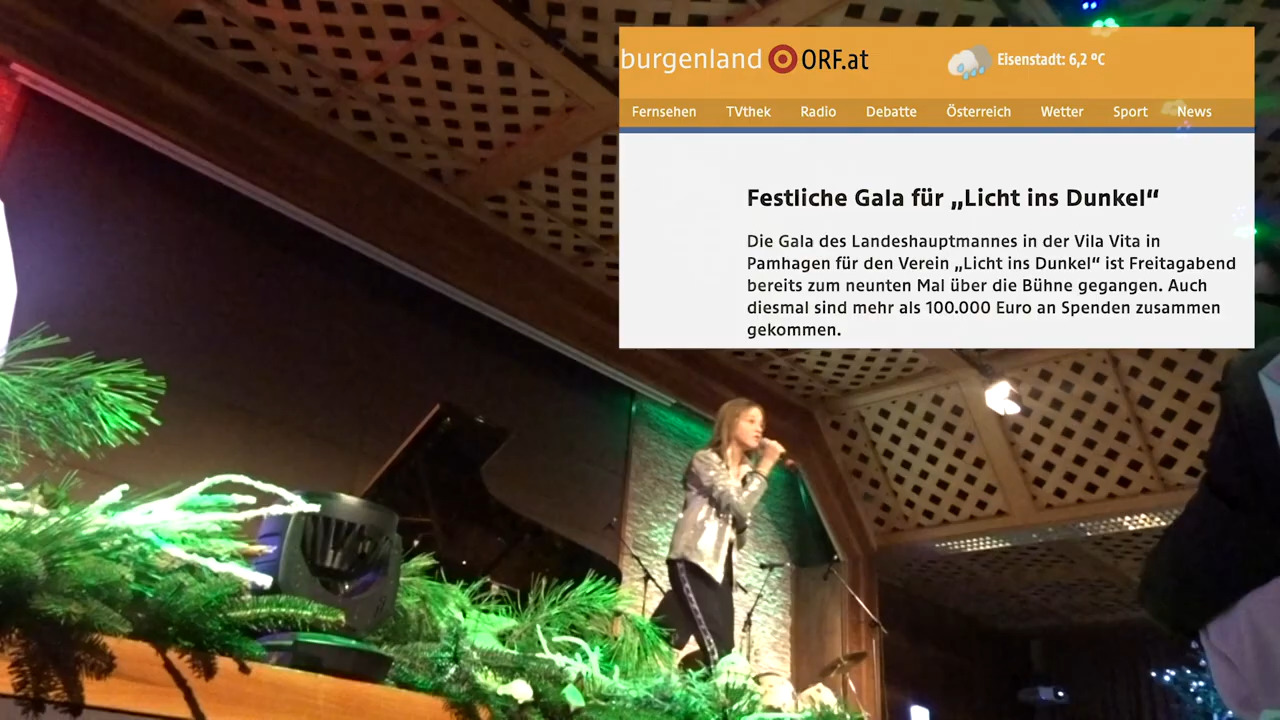 burgenland ORF.at Eisenstadt: 6,2 ºC
Fernsehen TVthek Radio Debatte Österreich Wetter Sport News
Festliche Gala für „Licht ins Dunkel“
Die Gala des Landeshauptmannes in der Vila Vita in
Pamhagen für den Verein „Licht ins Dunkel“ ist Freitagabend
bereits zum neunten Mal über die Bühne gegangen. Auch
diesmal sind mehr als 100.000 Euro an Spenden zusammen
gekommen.